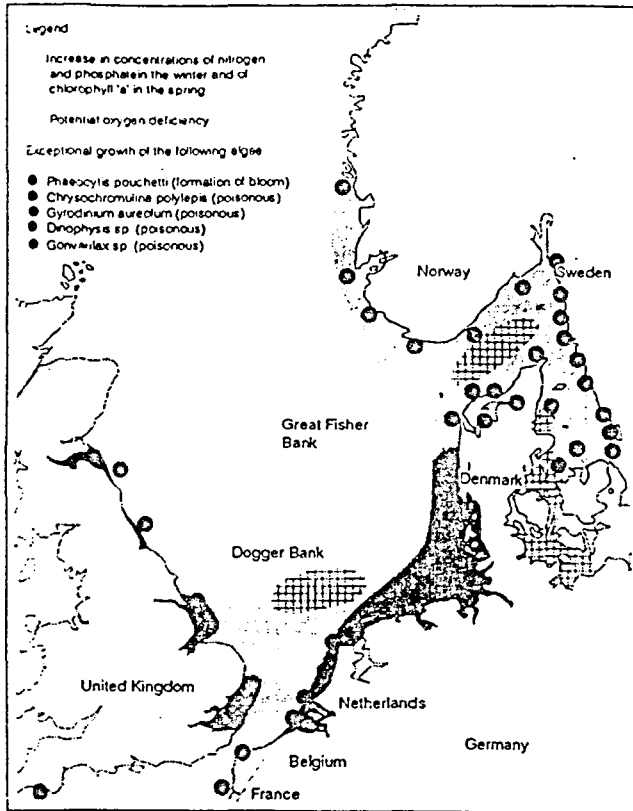 Legend
Increase in concentrations of nitrogen
and phosphate in the winter and of
chlorophyll 'a' in the spring
Potential oxygen deficiency
Exceptional growth of the following algae
Phaeocytis pouchetti (formation of bloom)
Chrysochromulina polylepis (poisonous)
Gyrodinium aureolum (poisonous)
Dinophysis sp (poisonous)
Gonyaulax sp (poisonous)
Norway
Sweden
Great Fisher
Bank
Denmark
Dogger Bank
United Kingdom
Netherlands
Belgium
Germany
France